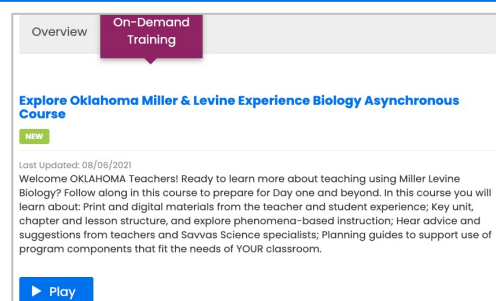 Overview
On-Demand
Training
Explore Oklahoma Miller & Levine Experience Biology Asynchronous
Course
NEW
Last Updated: 08/06/2021
Welcome OKLAHOMA Teachers! Ready to learn more about teaching using Miller Levine
Biology? Follow along in this course to prepare for Day one and beyond. In this course you will
learn about: Print and digital materials from the teacher and student experience; Key unit,
chapter and lesson structure, and explore phenomena-based instruction; Hear advice and
suggestions from teachers and Savvas Science specialists; Planning guides to support use of
program components that fit the needs of YOUR classroom.
Play